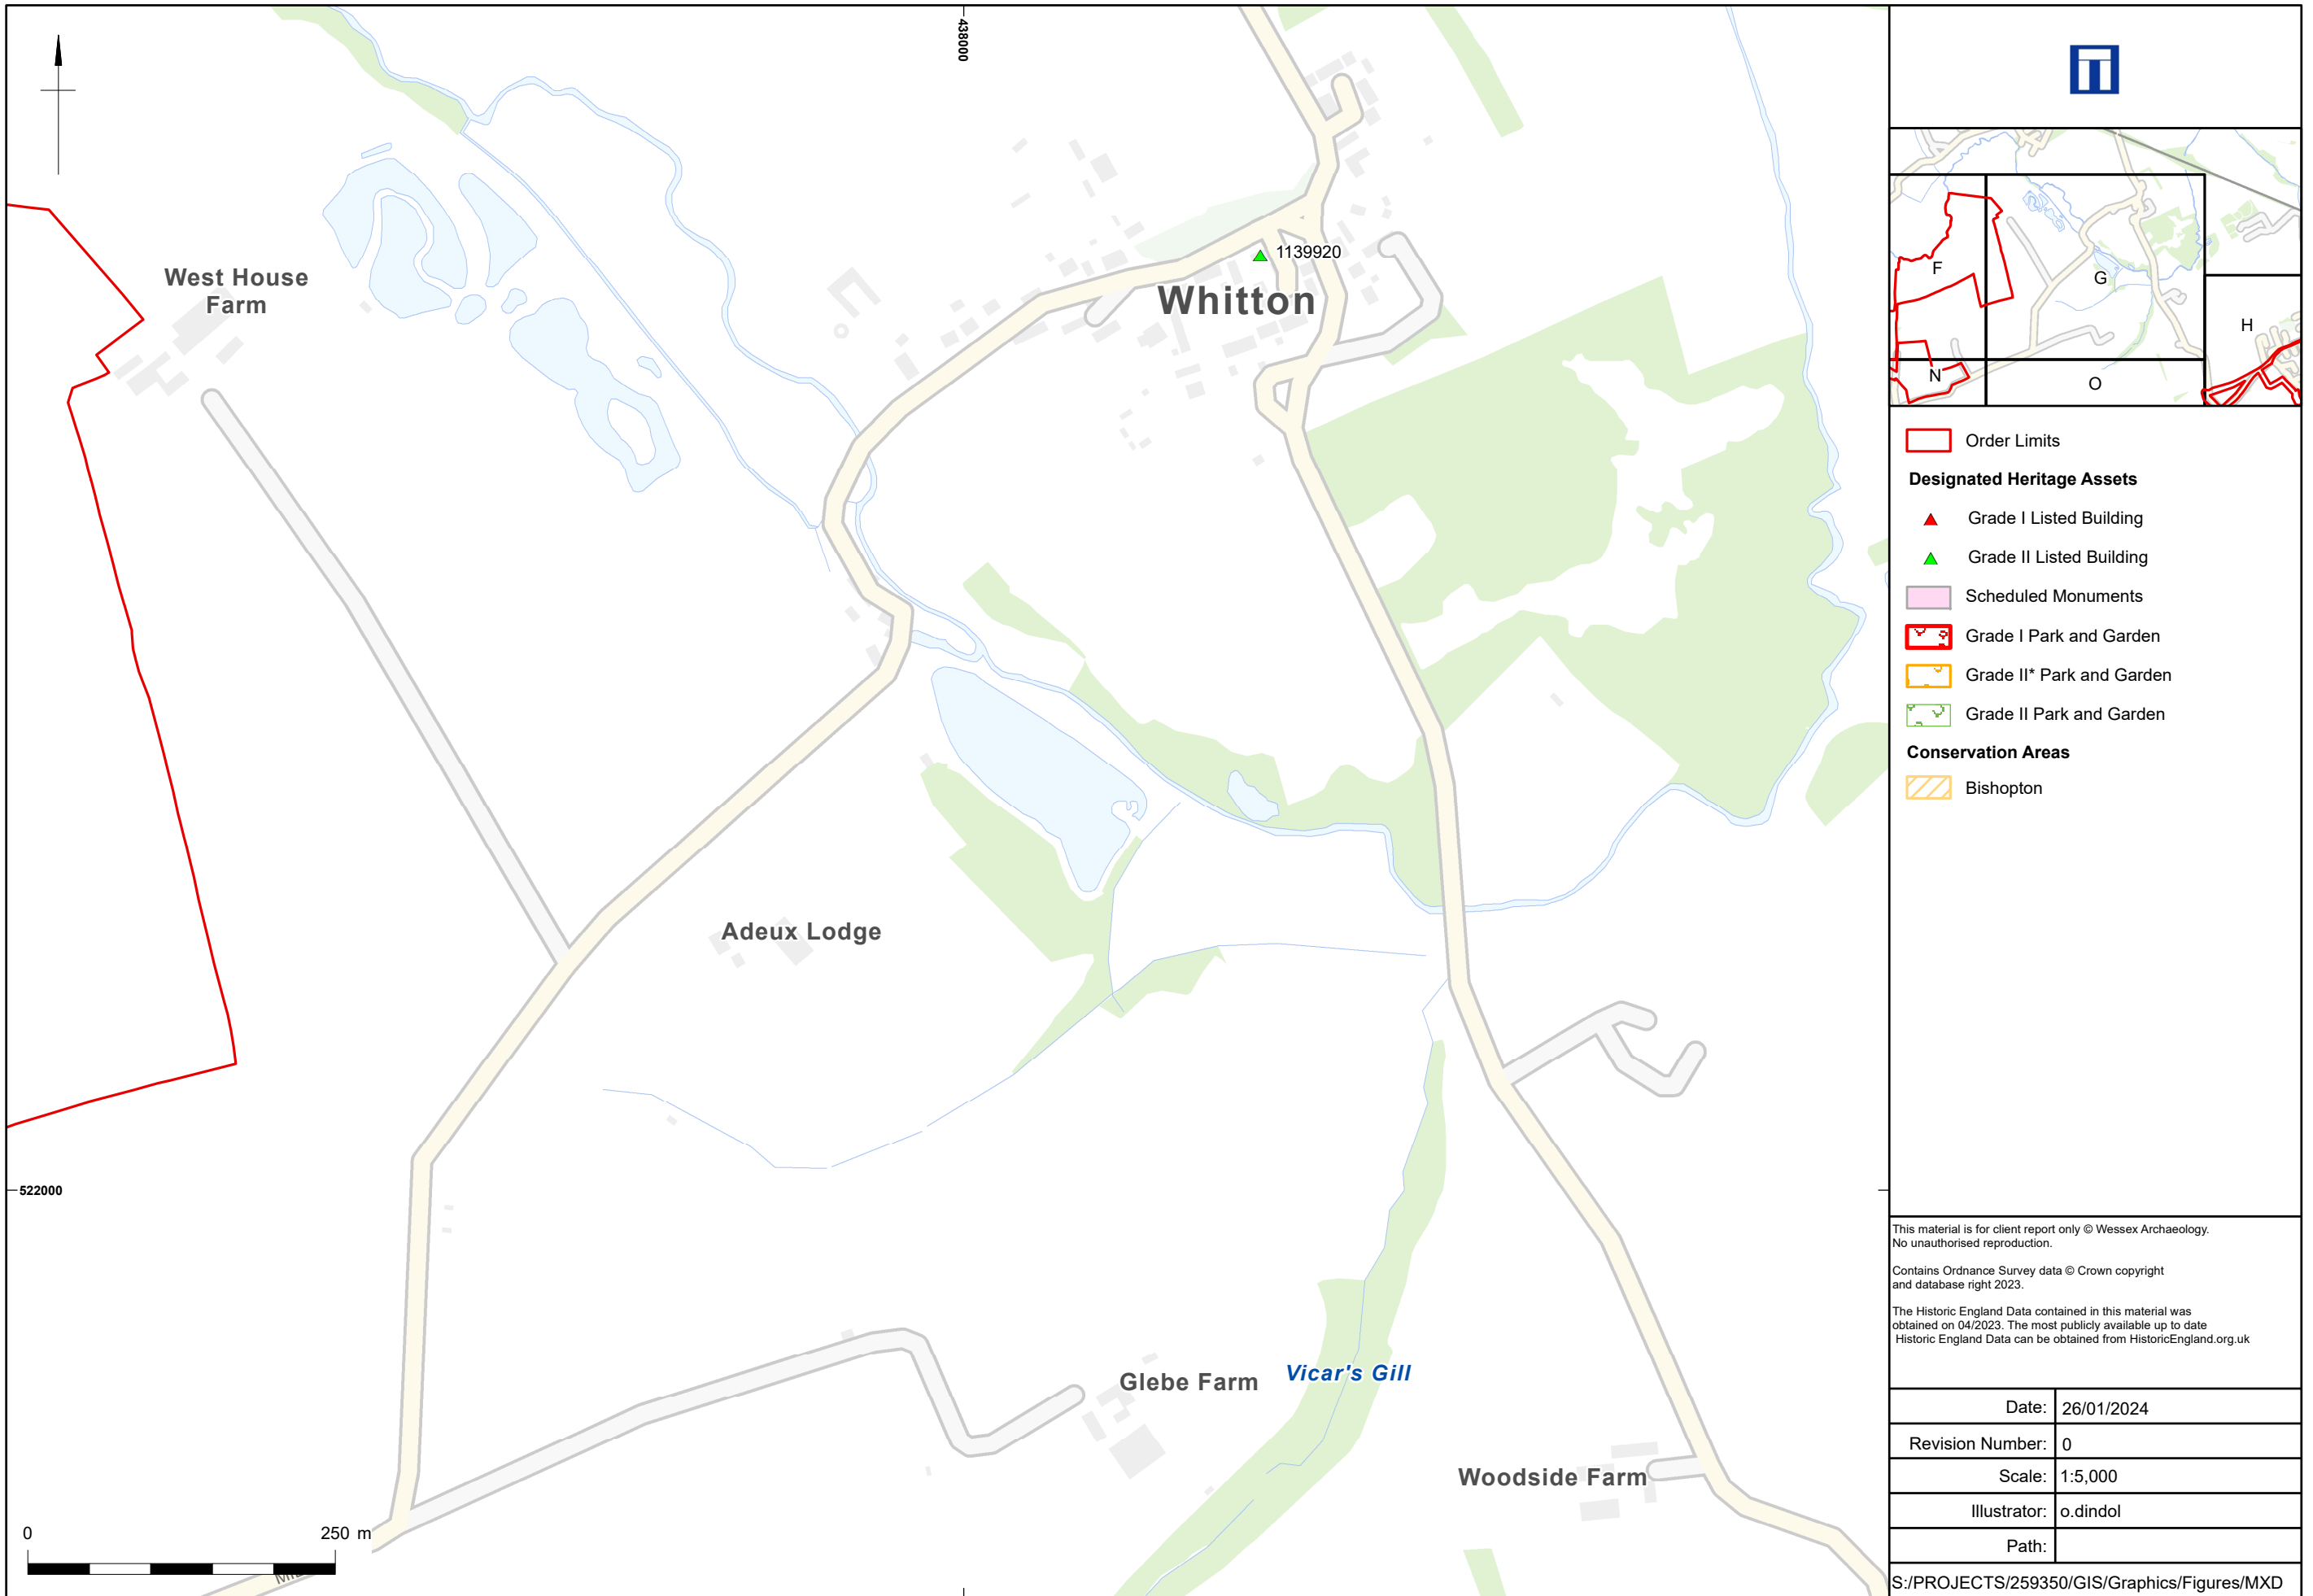 438000
West House
Farm
1139920
Whitton
Adeux Lodge
522000
Glebe Farm
Vicar's Gill
Woodside Farm
0
250 m
F
G
H
N
O
Order Limits
Designated Heritage Assets
Grade I Listed Building
Grade II Listed Building
Scheduled Monuments
Grade I Park and Garden
Grade II* Park and Garden
Grade II Park and Garden
Conservation Areas
Bishopton
This material is for client report only © Wessex Archaeology.
No unauthorised reproduction.
Contains Ordnance Survey data © Crown copyright
and database right 2023.
The Historic England Data contained in this material was
obtained on 04/2023. The most publicly available up to date
Historic England Data can be obtained from HistoricEngland.org.uk
Date: 26/01/2024
Revision Number: 0
Scale: 1:5,000
Illustrator: o.dindol
Path:
S:/PROJECTS/259350/GIS/Graphics/Figures/MXD